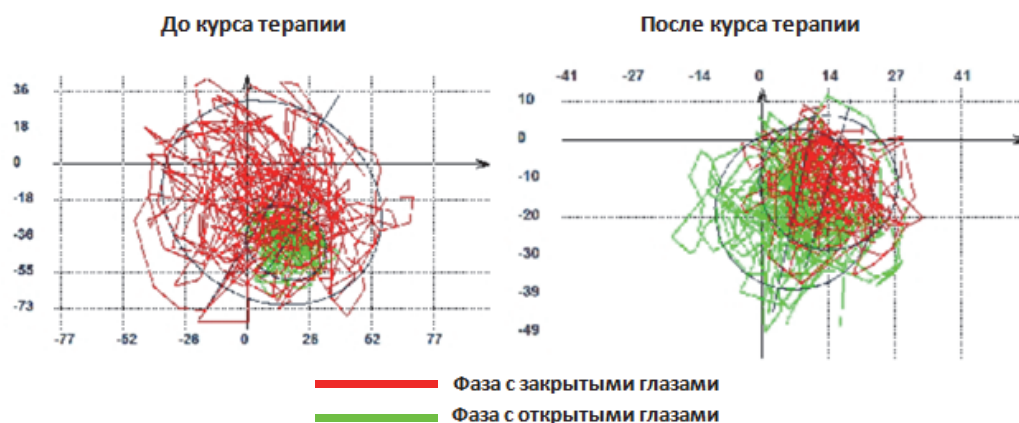 До курса терапии
После курса терапии
36
18
0
-18
-36
-55
-73
-77 -52 -26 0 26 52 77
-41 -27 -14 0 14 27 41
10
0
-10
-20
-30
-39
-49
Фаза с закрытыми глазами
Фаза с открытыми глазами